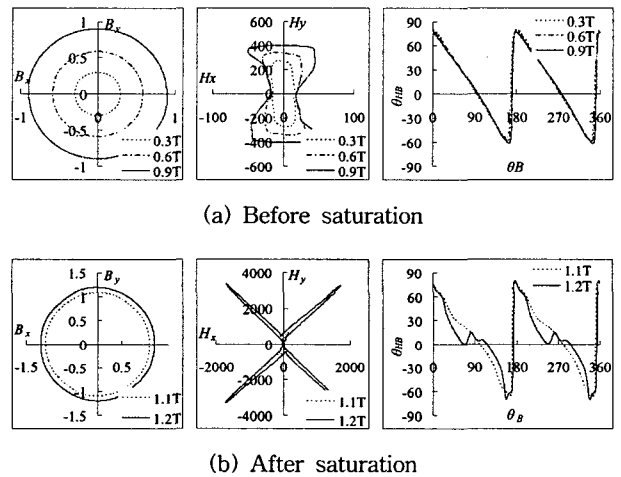 B_x
B_x
1
0.5
0
-0.5
-1
-1
0
1
0.3T
0.6T
0.9T
Hy
Hx
600
400
200
0
-200
-400
-600
-100
0
100
0.3T
0.6T
0.9T
θ_HB
90
60
30
0
-30
-60
-90
0
90
180
270
360
θB
0.3T
0.6T
0.9T
(a) Before saturation
B_y
B_x
1.5
1
0.5
0
-0.5
-1
-1.5
-1.5
0
0.5
1.1T
1.2T
H_y
H_x
4000
2000
0
-2000
-4000
-2000
0
2000
1.1T
1.2T
θ_HB
90
60
30
0
-30
-60
-90
0
90
180
270
360
θ_B
1.1T
1.2T
(b) After saturation